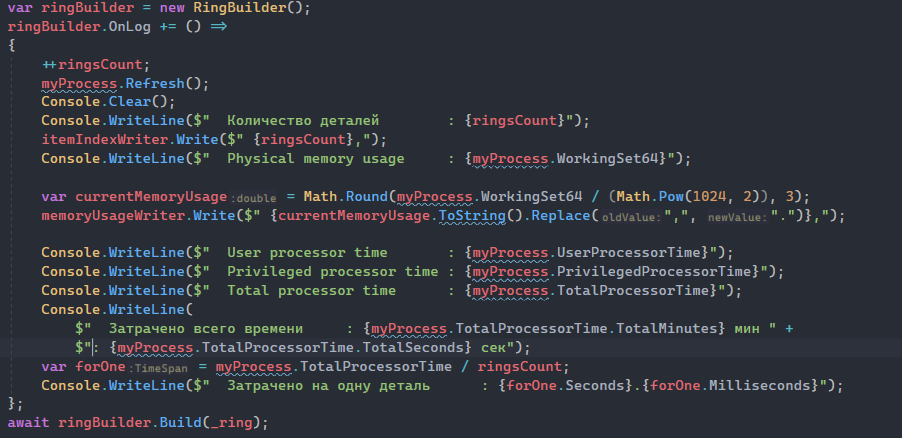 var ringBuilder = new RingBuilder();
ringBuilder.OnLog += () =>
{
++ringsCount;
myProcess.Refresh();
Console.Clear();
Console.WriteLine($"  Количество деталей        : {ringsCount}");
itemIndexWriter.Write($" {ringsCount},");
Console.WriteLine($"  Physical memory usage     : {myProcess.WorkingSet64}");
var currentMemoryUsage :double = Math.Round(myProcess.WorkingSet64 / (Math.Pow(1024, 2)), 3);
memoryUsageWriter.Write($" {currentMemoryUsage.ToString().Replace( oldValue: ",", newValue: ".")},");
Console.WriteLine($"  User processor time       : {myProcess.UserProcessorTime}");
Console.WriteLine($"  Privileged processor time : {myProcess.PrivilegedProcessorTime}");
Console.WriteLine($"  Total processor time      : {myProcess.TotalProcessorTime}");
Console.WriteLine(
$"  Затрачено всего времени     : {myProcess.TotalProcessorTime.TotalMinutes} мин " +
$": {myProcess.TotalProcessorTime.TotalSeconds} сек");
var forOne :TimeSpan = myProcess.TotalProcessorTime / ringsCount;
Console.WriteLine($"  Затрачено на одну деталь      : {forOne.Seconds}.{forOne.Milliseconds}");
};
await ringBuilder.Build(_ring);